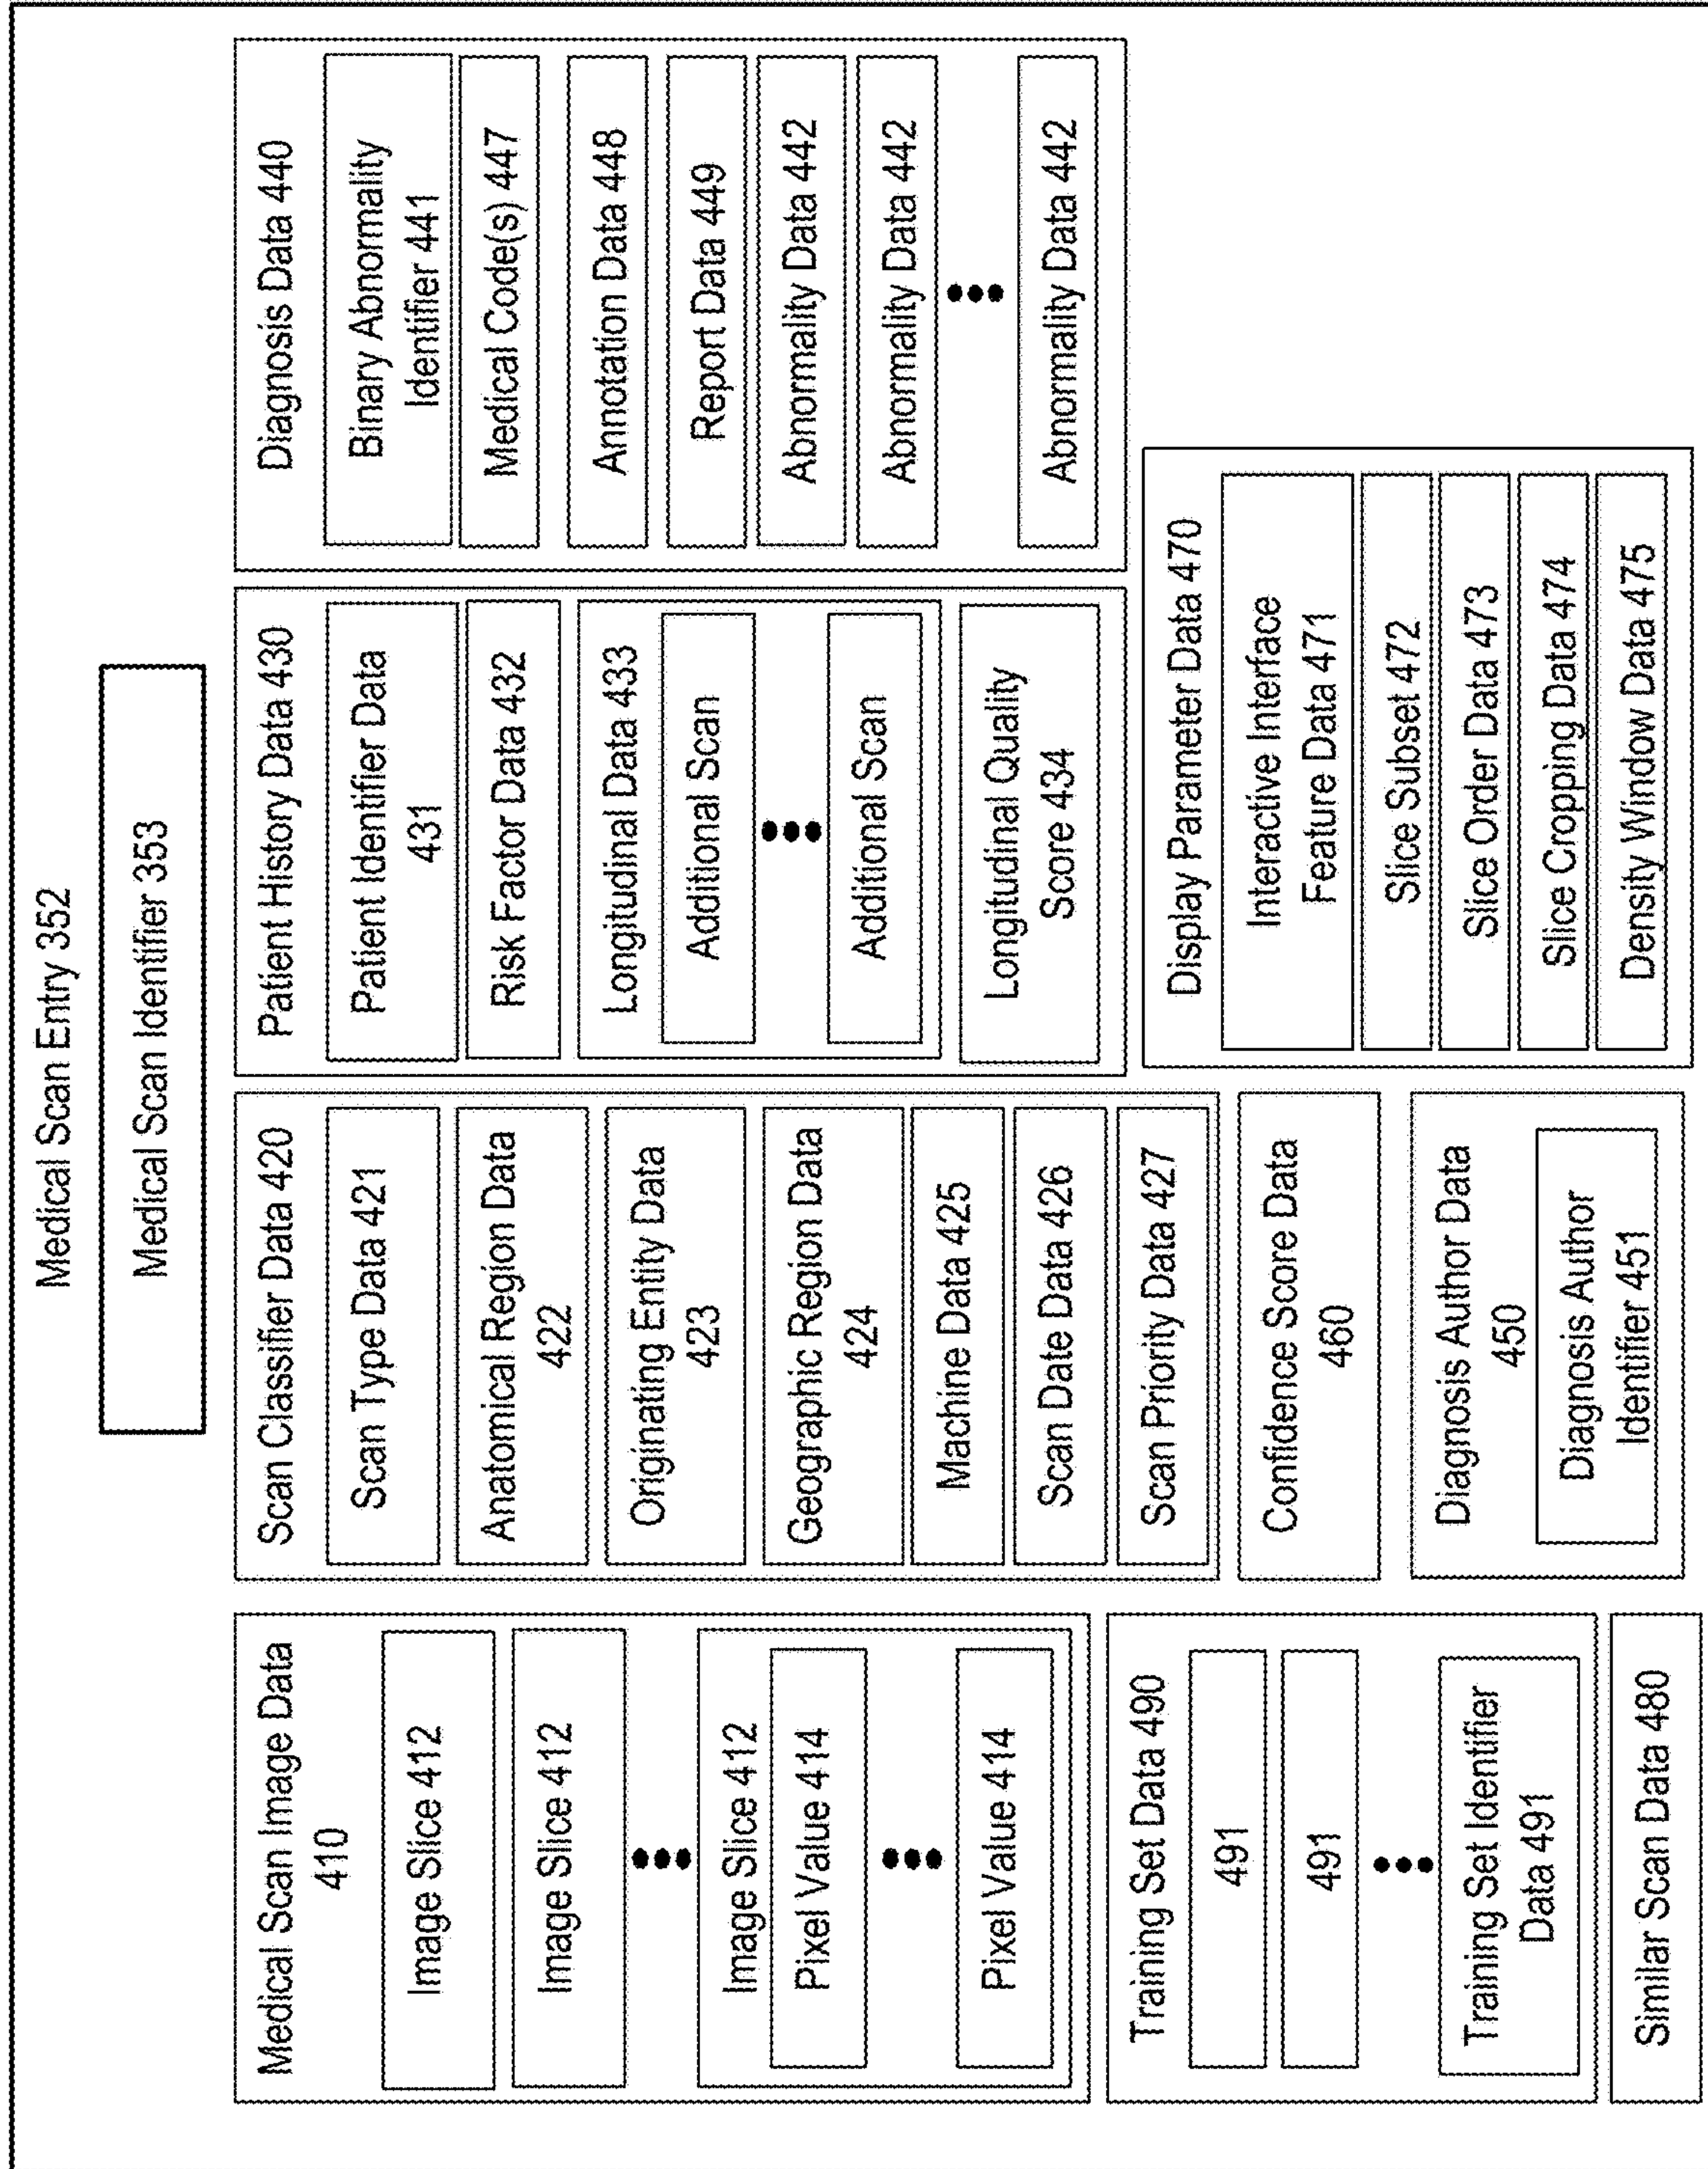 Medical Scan Entry 352
Medical Scan Identifier 353
Medical Scan Image Data
410
Image Slice 412
Image Slice 412
Image Slice 412
Pixel Value 414
Pixel Value 414
Training Set Data 490
491
491
Training Set Identifier
Data 491
Similar Scan Data 480
Scan Classifier Data 420
Scan Type Data 421
Anatomical Region Data
422
Originating Entity Data
423
Geographic Region Data
424
Machine Data 425
Scan Date Data 426
Scan Priority Data 427
Confidence Score Data
460
Diagnosis Author Data
450
Diagnosis Author
Identifier 451
Patient History Data 430
Patient Identifier Data
431
Risk Factor Data 432
Longitudinal Data 433
Additional Scan
Additional Scan
Longitudinal Quality
Score 434
Diagnosis Data 440
Binary Abnormality
Identifier 441
Medical Code(s) 447
Annotation Data 448
Report Data 449
Abnormality Data 442
Abnormality Data 442
Abnormality Data 442
Display Parameter Data 470
Interactive Interface
Feature Data 471
Slice Subset 472
Slice Order Data 473
Slice Cropping Data 474
Density Window Data 475